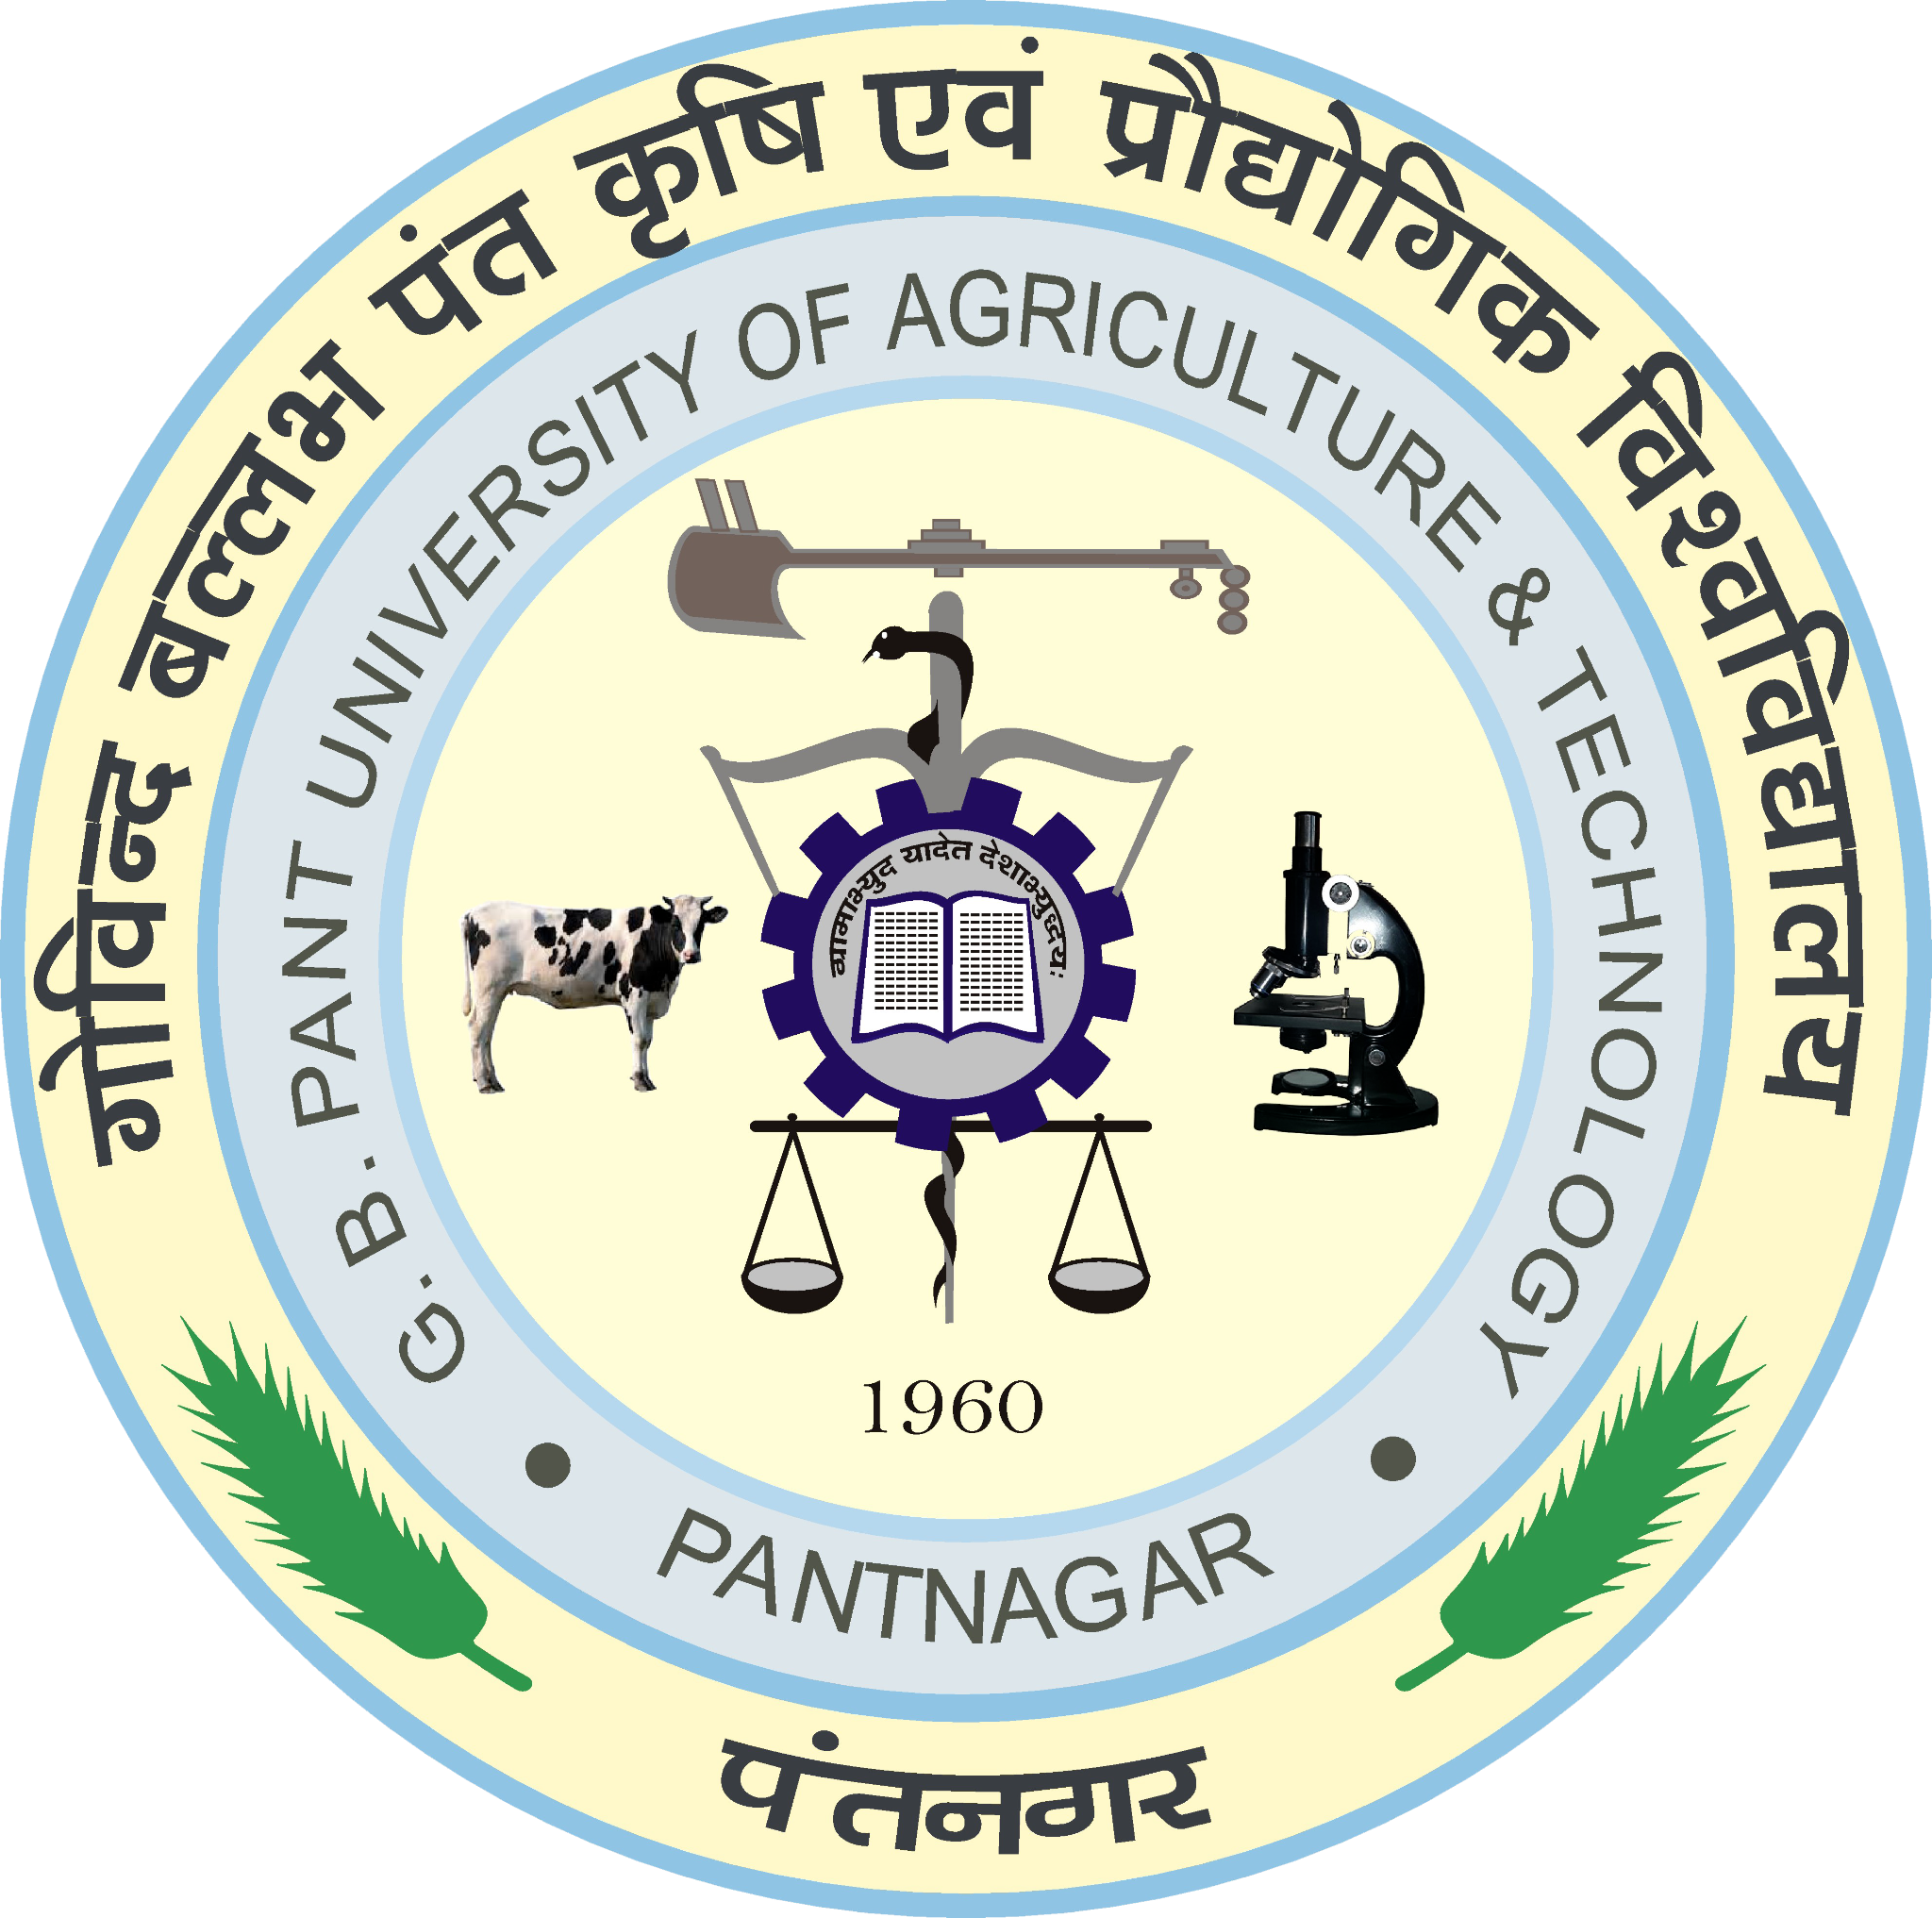 गोविन्द बल्लभ पंत कृषि एवं प्रौद्योगिक विश्वविद्यालय
G. B. PANT UNIVERSITY OF AGRICULTURE & TECHNOLOGY
ग्रामाभ्युद यादेत देशाभ्युद्दयः
1960
PANTNAGAR
पंतनगर